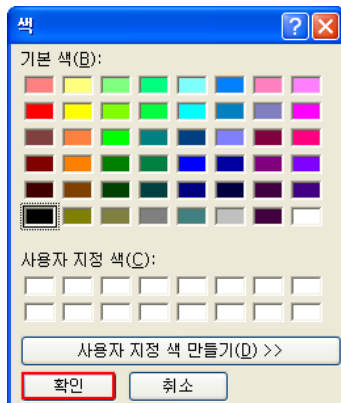 색
기본 색(B):
사용자 지정 색(C):
사용자 지정 색 만들기(D) >>
확인
취소